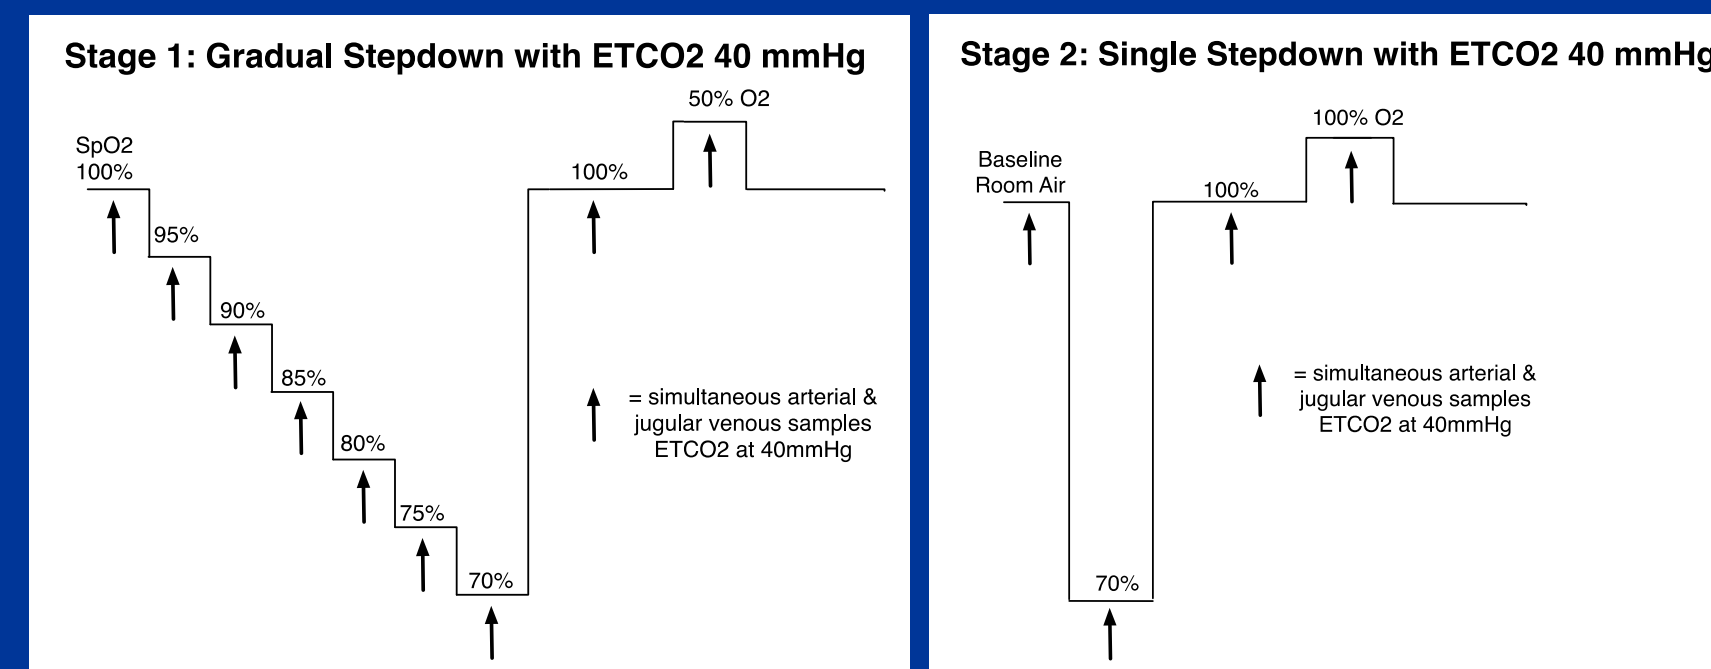 Stage 1: Gradual Stepdown with ETCO2 40 mmHg
50% O2
SpO2
100%
95%
90%
85%
80%
75%
70%
100%
= simultaneous arterial &
jugular venous samples
ETCO2 at 40mmHg
Stage 2: Single Stepdown with ETCO2 40 mmHg
100% O2
Baseline
Room Air
100%
70%
= simultaneous arterial &
jugular venous samples
ETCO2 at 40mmHg